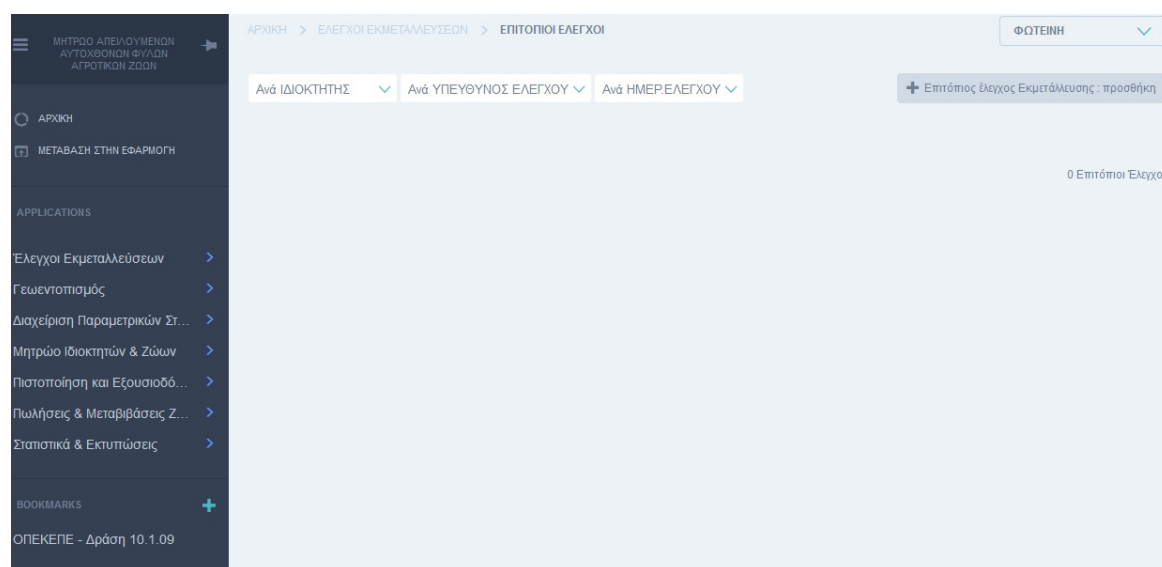 ΜΗΤΡΩΟ ΑΠΕΙΛΟΥΜΕΝΩΝ
ΑΥΤΟΧΘΟΝΩΝ ΦΥΛΩΝ
ΑΓΡΟΤΙΚΩΝ ΖΩΩΝ
ΑΡΧΙΚΗ > ΕΛΕΓΧΟΙ ΕΚΜΕΤΑΛΛΕΥΣΕΩΝ > ΕΠΙΤΟΠΙΟΙ ΕΛΕΓΧΟΙ
ΦΩΤΕΙΝΗ
Ανά ΙΔΙΟΚΤΗΤΗΣ
Ανά ΥΠΕΥΘΥΝΟΣ ΕΛΕΓΧΟΥ
Ανά ΗΜΕΡ.ΕΛΕΓΧΟΥ
Επιτόπιος έλεγχος Εκμετάλλευσης : προσθήκη
0 Επιτόπιοι Έλεγχο
ΑΡΧΙΚΗ
ΜΕΤΑΒΑΣΗ ΣΤΗΝ ΕΦΑΡΜΟΓΗ
APPLICATIONS
Έλεγχοι Εκμεταλλεύσεων
Γεωεντοπισμός
Διαχείριση Παραμετρικών Στ...
Μητρώο Ιδιοκτητών & Ζώων
Πιστοποίηση και Εξουσιοδό...
Πωλήσεις & Μεταβιβάσεις Ζ...
Στατιστικά & Εκτυπώσεις
BOOKMARKS
ΟΠΕΚΕΠΕ - Δράση 10.1.09